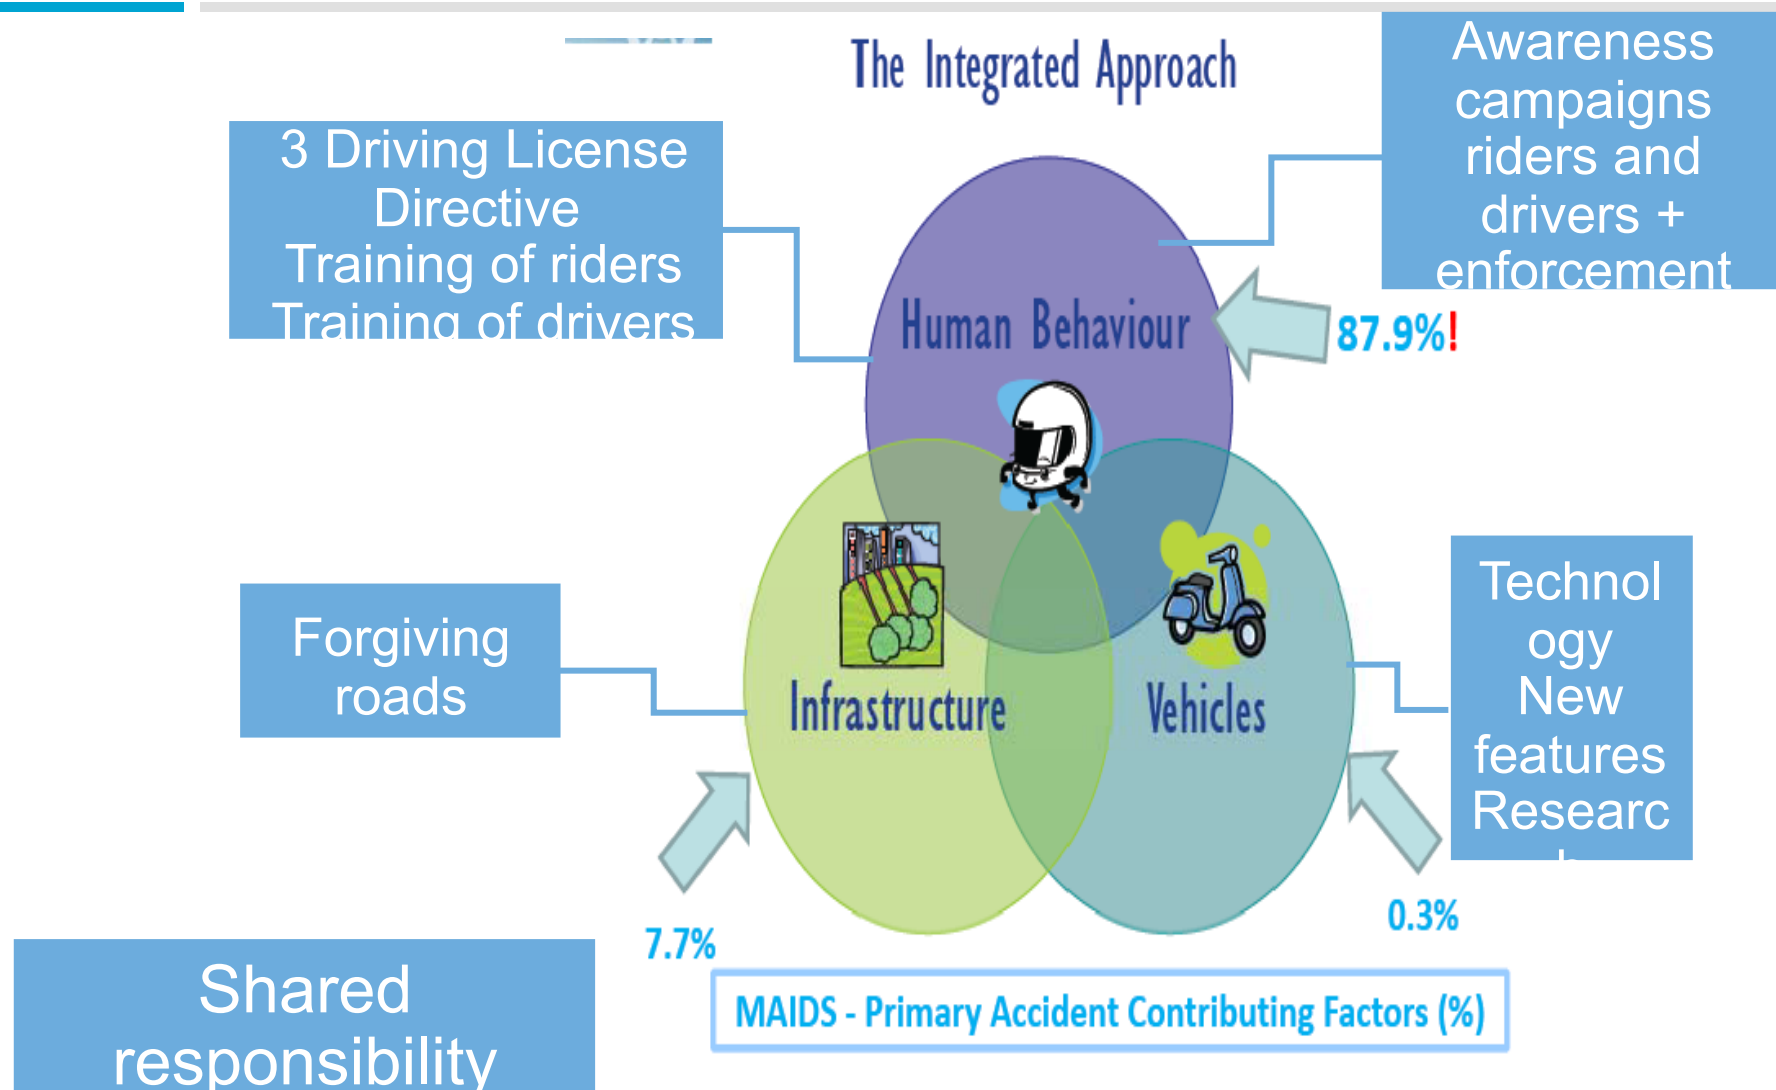 The Integrated Approach
Awareness
campaigns
riders and
drivers +
enforcement
3 Driving License
Directive
Training of riders
Training of drivers
Human Behaviour
87.9%!
Forgiving
roads
Infrastructure
Vehicles
Technol
ogy
New
features
Researc
h
7.7%
0.3%
Shared
responsibility
MAIDS - Primary Accident Contributing Factors (%)